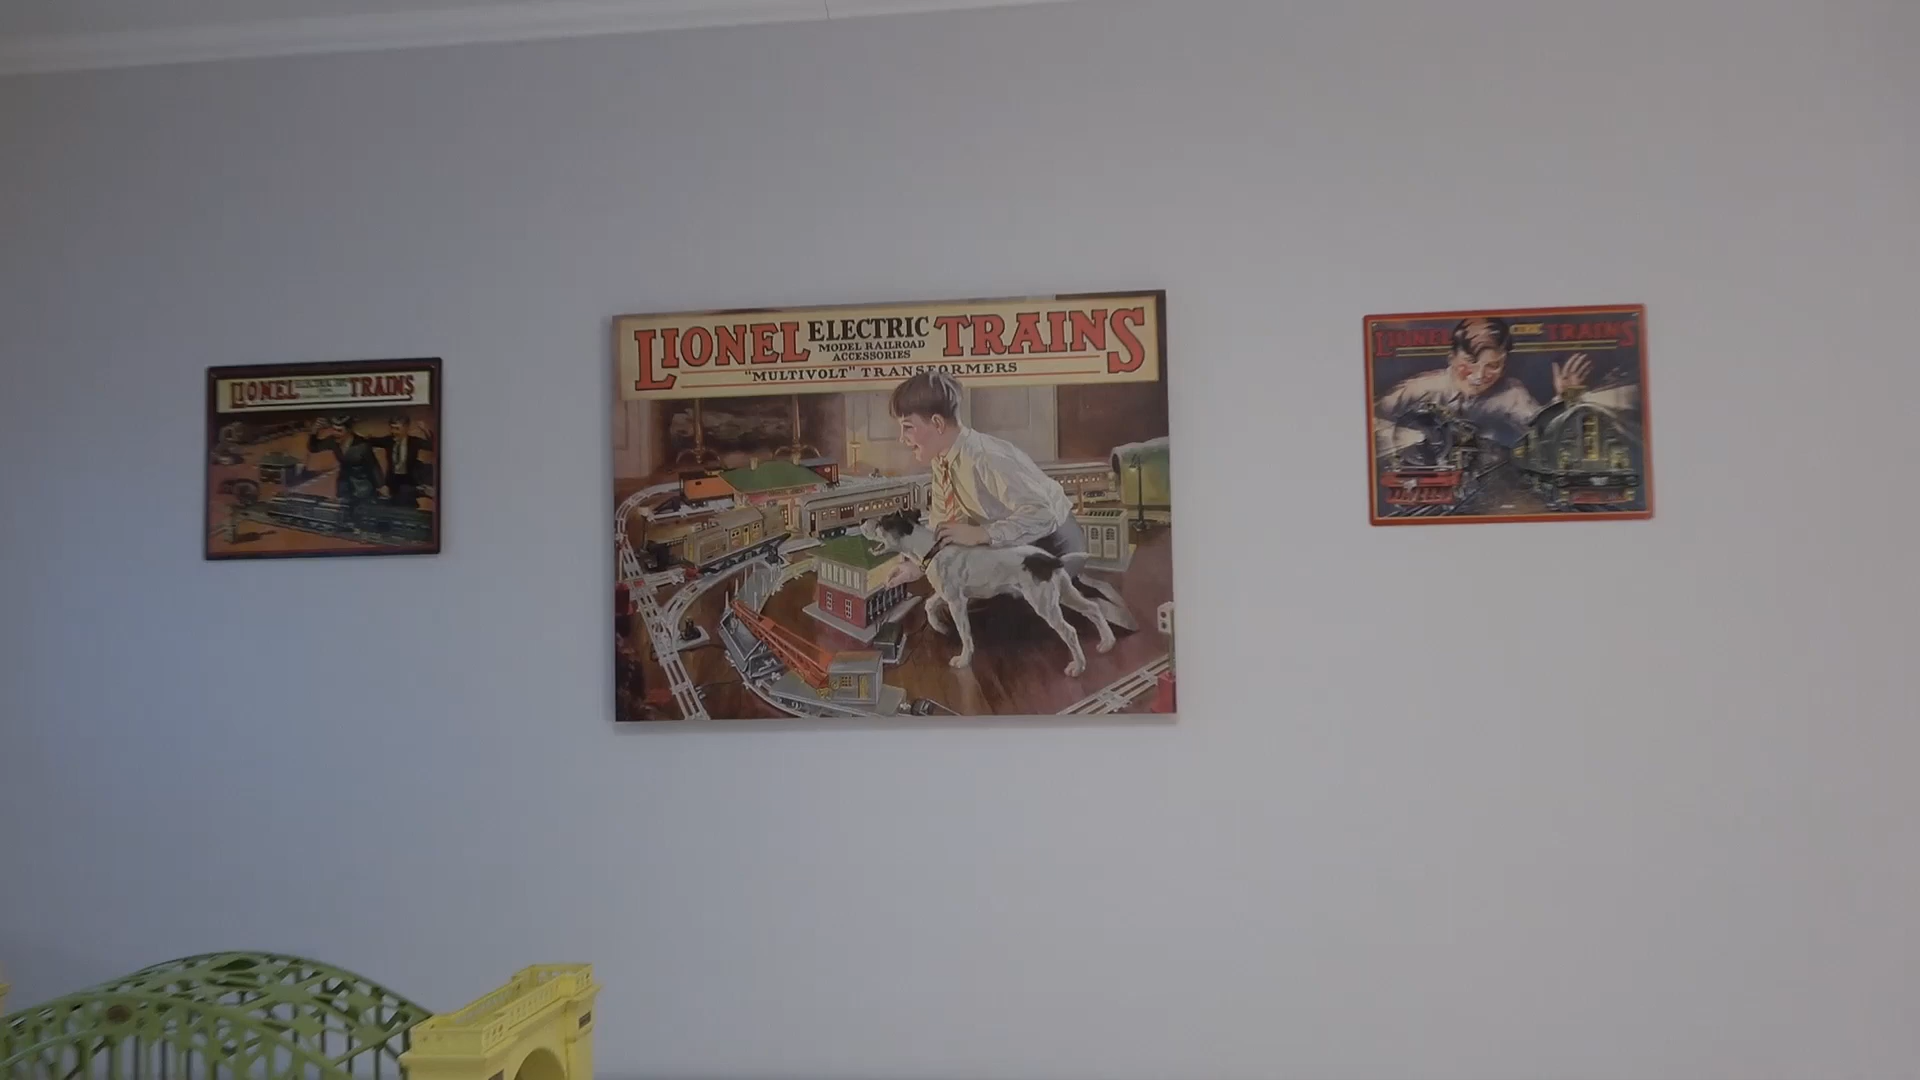 LIONEL TRAINS
LIONEL ELECTRIC TRAINS
MODEL RAILROAD
ACCESSORIES
"MULTIVOLT" TRANSFORMERS
LIONEL TRAINS